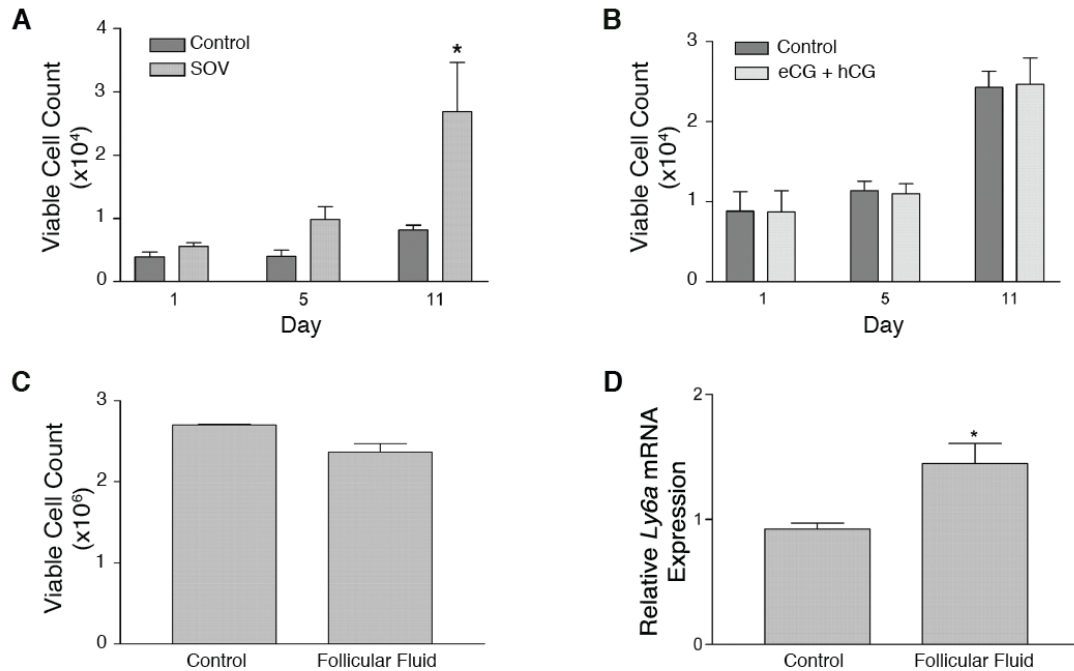 A
Control
SOV
*
4
3
2
1
0
Viable Cell Count
(x10⁴)
1
5
11
Day
B
Control
eCG + hCG
3
2
1
0
Viable Cell Count
(x10⁴)
1
5
11
Day
C
3
2
1
0
Viable Cell Count
(x10⁶)
Control
Follicular Fluid
D
*
2
1
0
Relative Ly6a mRNA
Expression
Control
Follicular Fluid